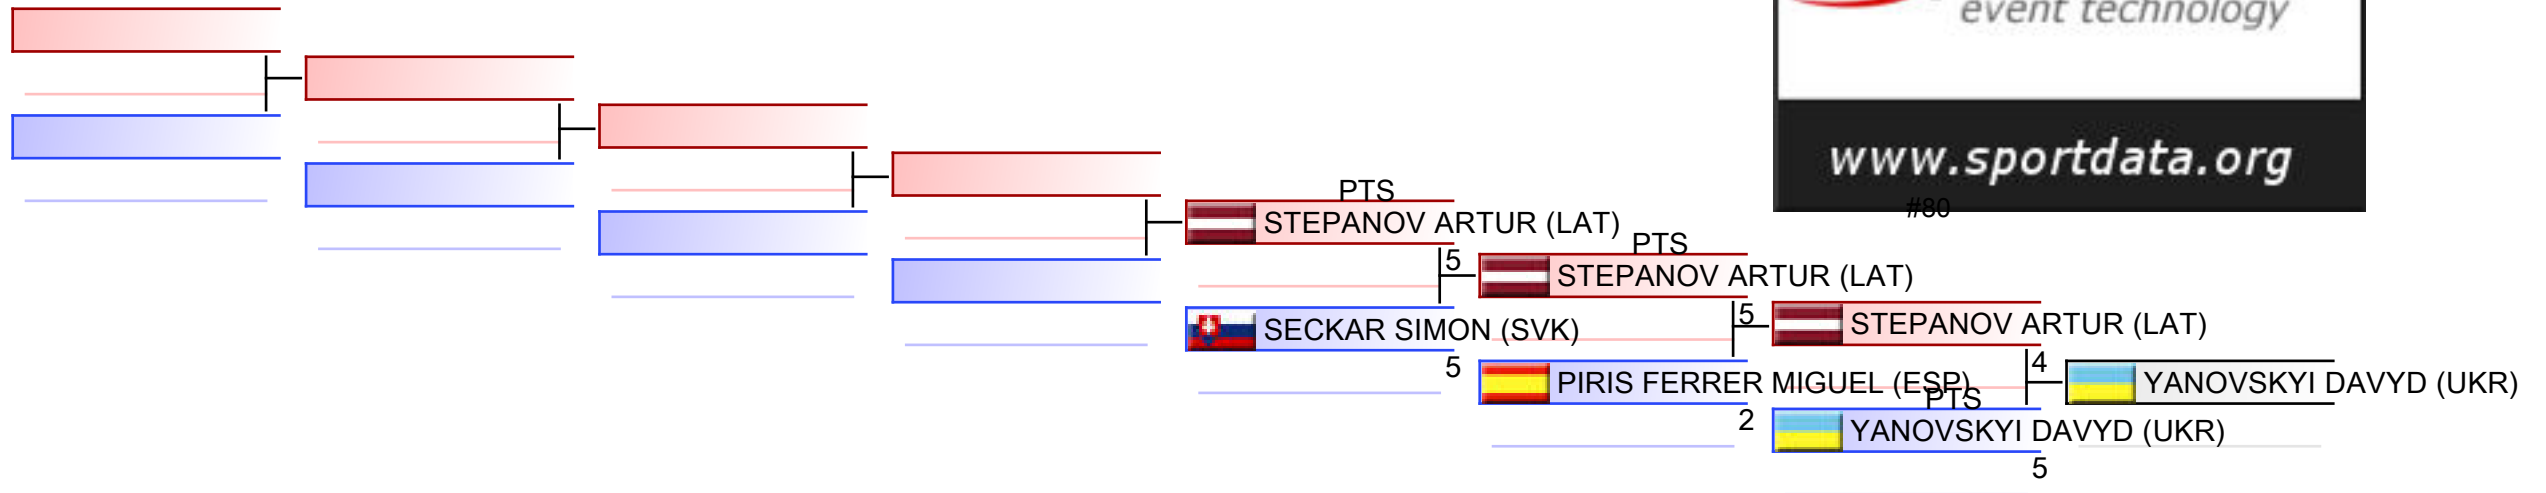 event technology
www.sportdata.org
#80
PTS
STEPANOV ARTUR (LAT)
5
SECKAR SIMON (SVK)
5
PTS
STEPANOV ARTUR (LAT)
5
PIRIS FERRER MIGUEL (ESP)
2
STEPANOV ARTUR (LAT)
4
PTS
YANOVSKYI DAVYD (UKR)
5
YANOVSKYI DAVYD (UKR)